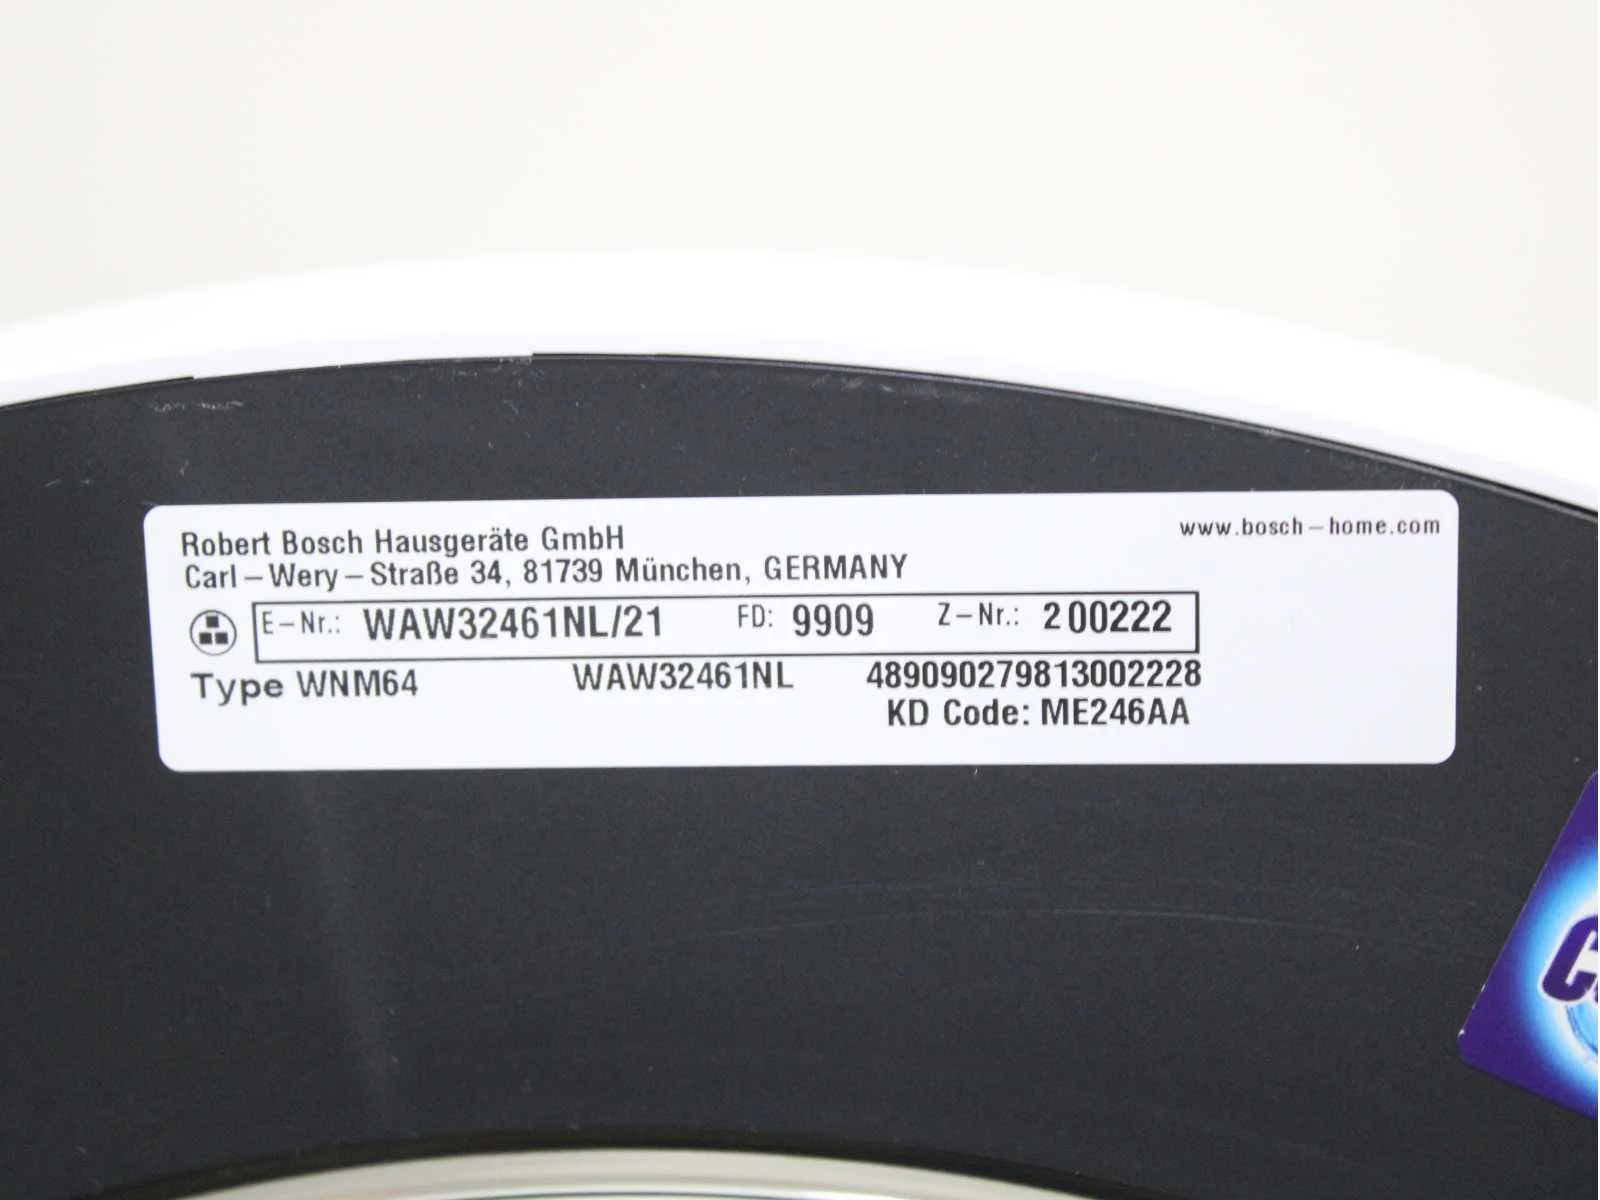 Robert Bosch Hausgeräte GmbH
www.bosch-home.com
Carl-Wery-Straße 34, 81739 München, GERMANY
E-Nr.: WAW32461NL/21 FD: 9909 Z-Nr.: 200222
Type WNM64 WAW32461NL 489090279813002228
KD Code: ME246AA